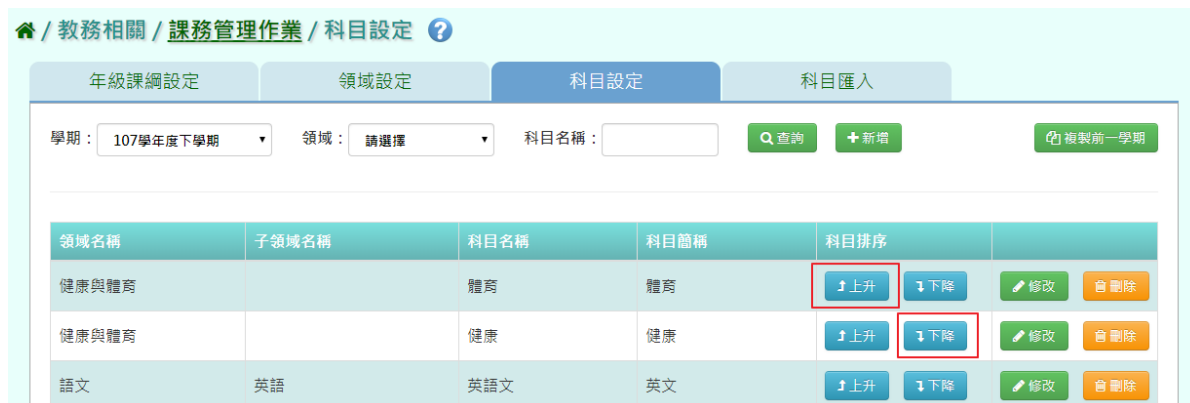 / 教務相關 / 課務管理作業 / 科目設定 ?
年級課綱設定 領域設定 科目設定 科目匯入
學期： 107學年度下學期 領域： 請選擇 科目名稱： 查詢 新增 複製前一學期
領域名稱 子領域名稱 科目名稱 科目簡稱 科目排序
健康與體育 體育 體育 上升 下降 修改 刪除
健康與體育 健康 健康 上升 下降 修改 刪除
語文 英語 英語文 英文 上升 下降 修改 刪除